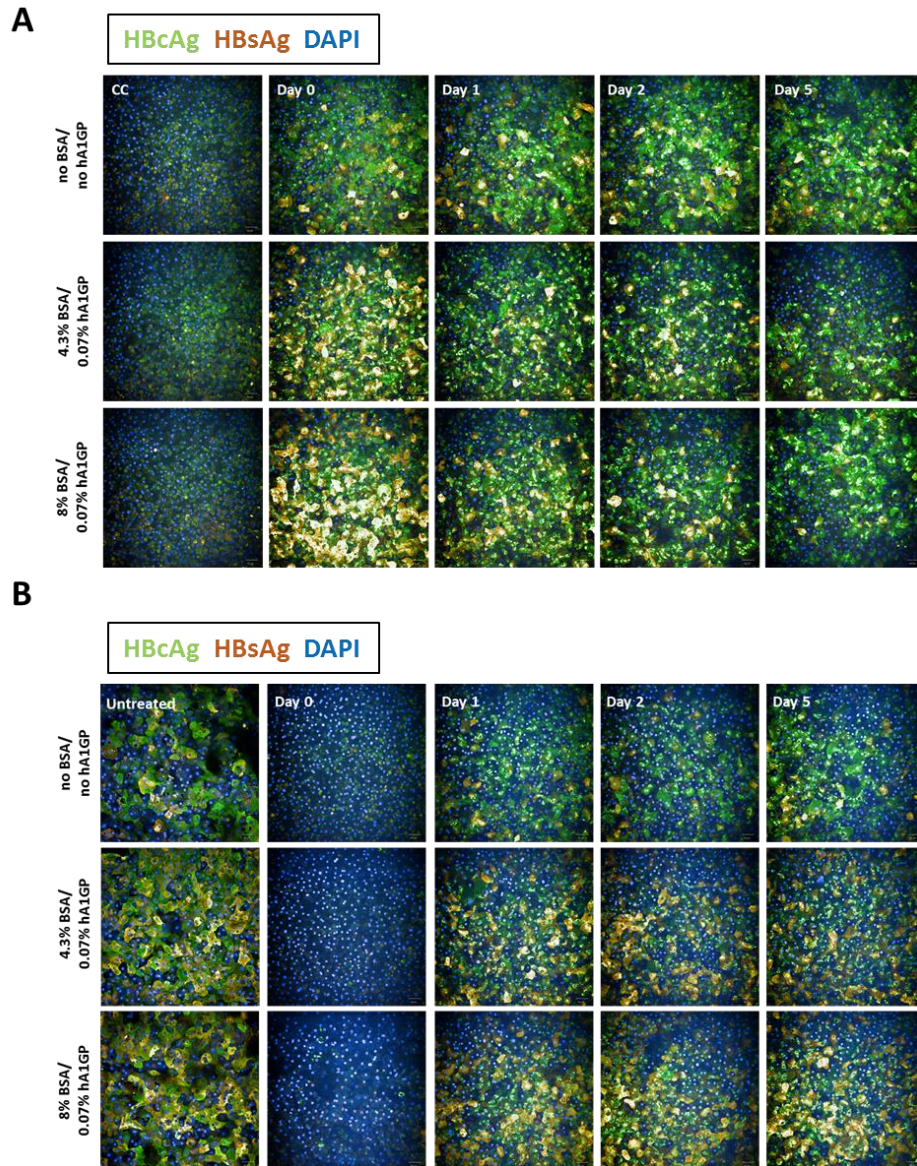 A
HBcAg HBsAg DAPI
CC Day 0 Day 1 Day 2 Day 5
no BSA/
no hA1GP
4.3% BSA/
0.07% hA1GP
8% BSA/
0.07% hA1GP
B
HBcAg HBsAg DAPI
Untreated Day 0 Day 1 Day 2 Day 5
no BSA/
no hA1GP
4.3% BSA/
0.07% hA1GP
8% BSA/
0.07% hA1GP